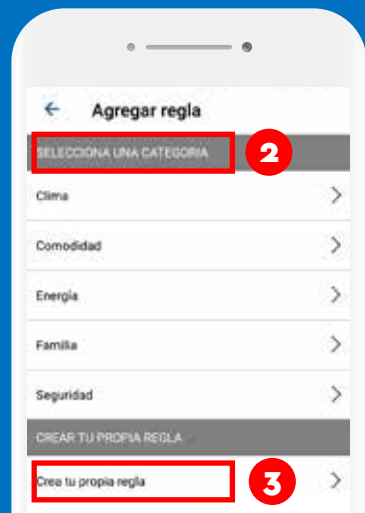 Agregar regla
SELECCIONA UNA CATEGORIA
2
Clima
Comodidad
Energía
Familia
Seguridad
CREAR TU PROPIA REGLA
Crea tu propia regla
3